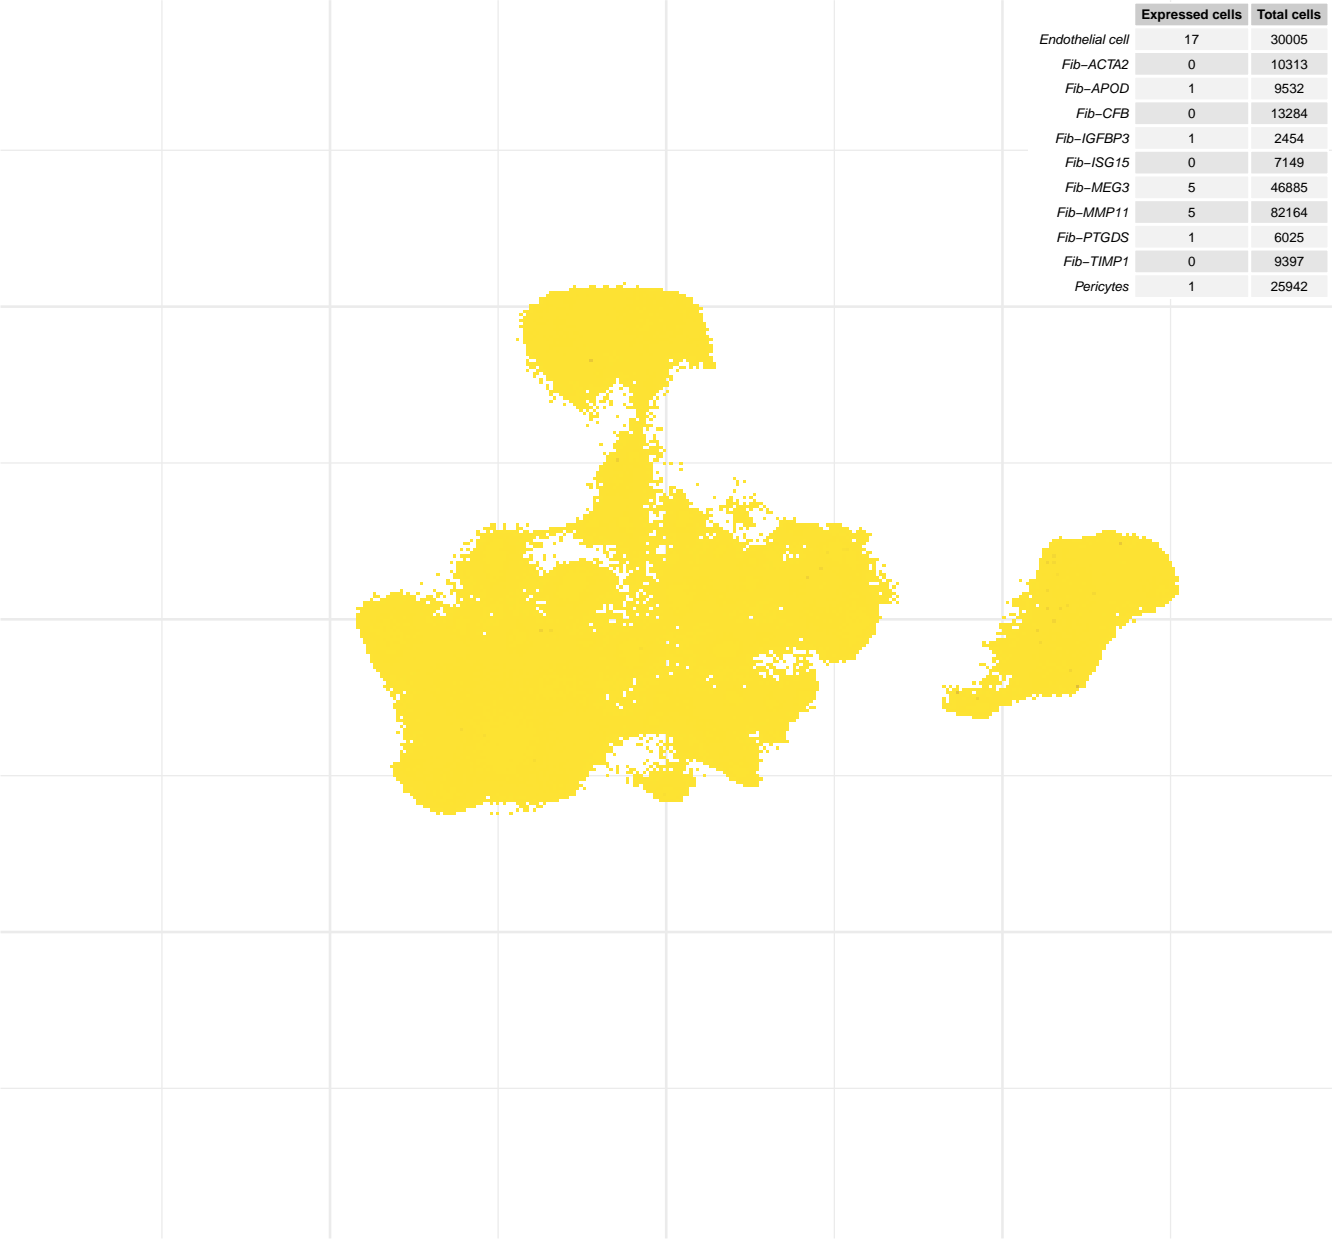 Expressed cells Total cells
Endothelial cell 17 30005
Fib−ACTA2 0 10313
Fib−APOD 1 9532
Fib−CFB 0 13284
Fib−IGFBP3 1 2454
Fib−ISG15 0 7149
Fib−MEG3 5 46885
Fib−MMP11 5 82164
Fib−PTGDS 1 6025
Fib−TIMP1 0 9397
Pericytes 1 25942